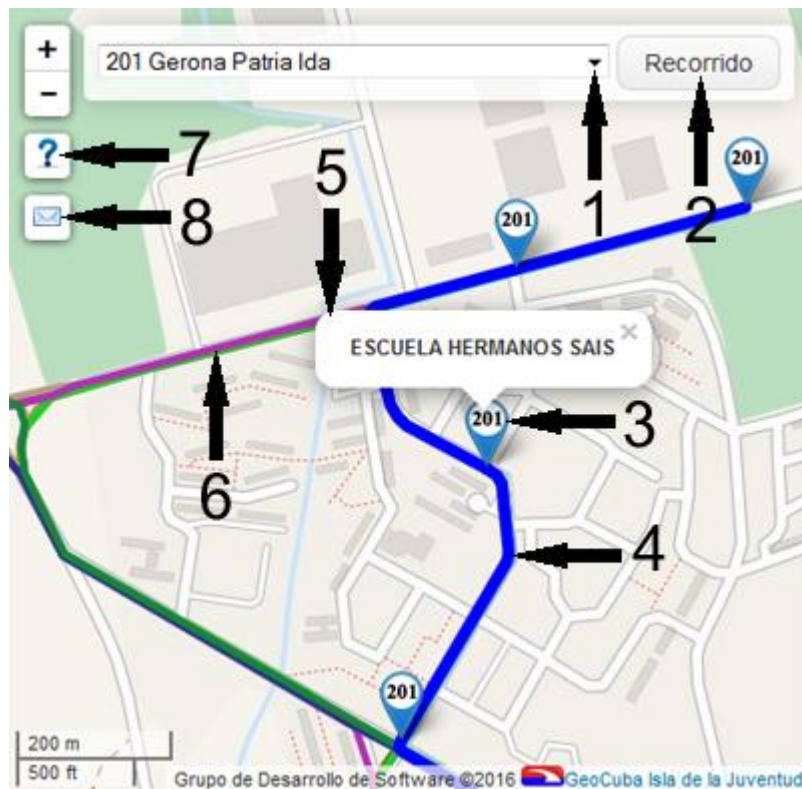 +
201 Gerona Patria Ida
Recorrido
−
?
7
5
1
2
201
8
201
ESCUELA HERMANOS SAIS
×
201
3
6
4
201
200 m
500 ft
Grupo de Desarrollo de Software ©2016 GeoCuba Isla de la Juventud